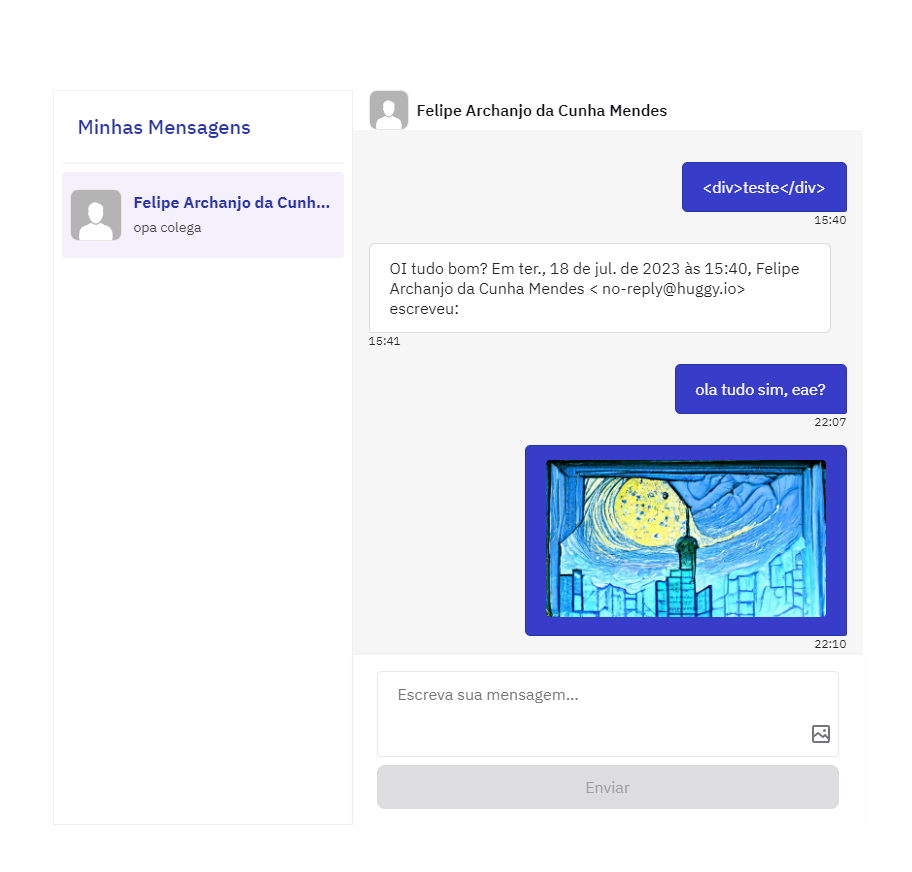 Minhas Mensagens
Felipe Archanjo da Cunh...
opa colega
Felipe Archanjo da Cunha Mendes
<div>teste</div>
15:40
OI tudo bom? Em ter., 18 de jul. de 2023 às 15:40, Felipe
Archanjo da Cunha Mendes < no-reply@huggy.io>
escreveu:
15:41
ola tudo sim, eae?
22:07
22:10
Escreva sua mensagem...
Enviar